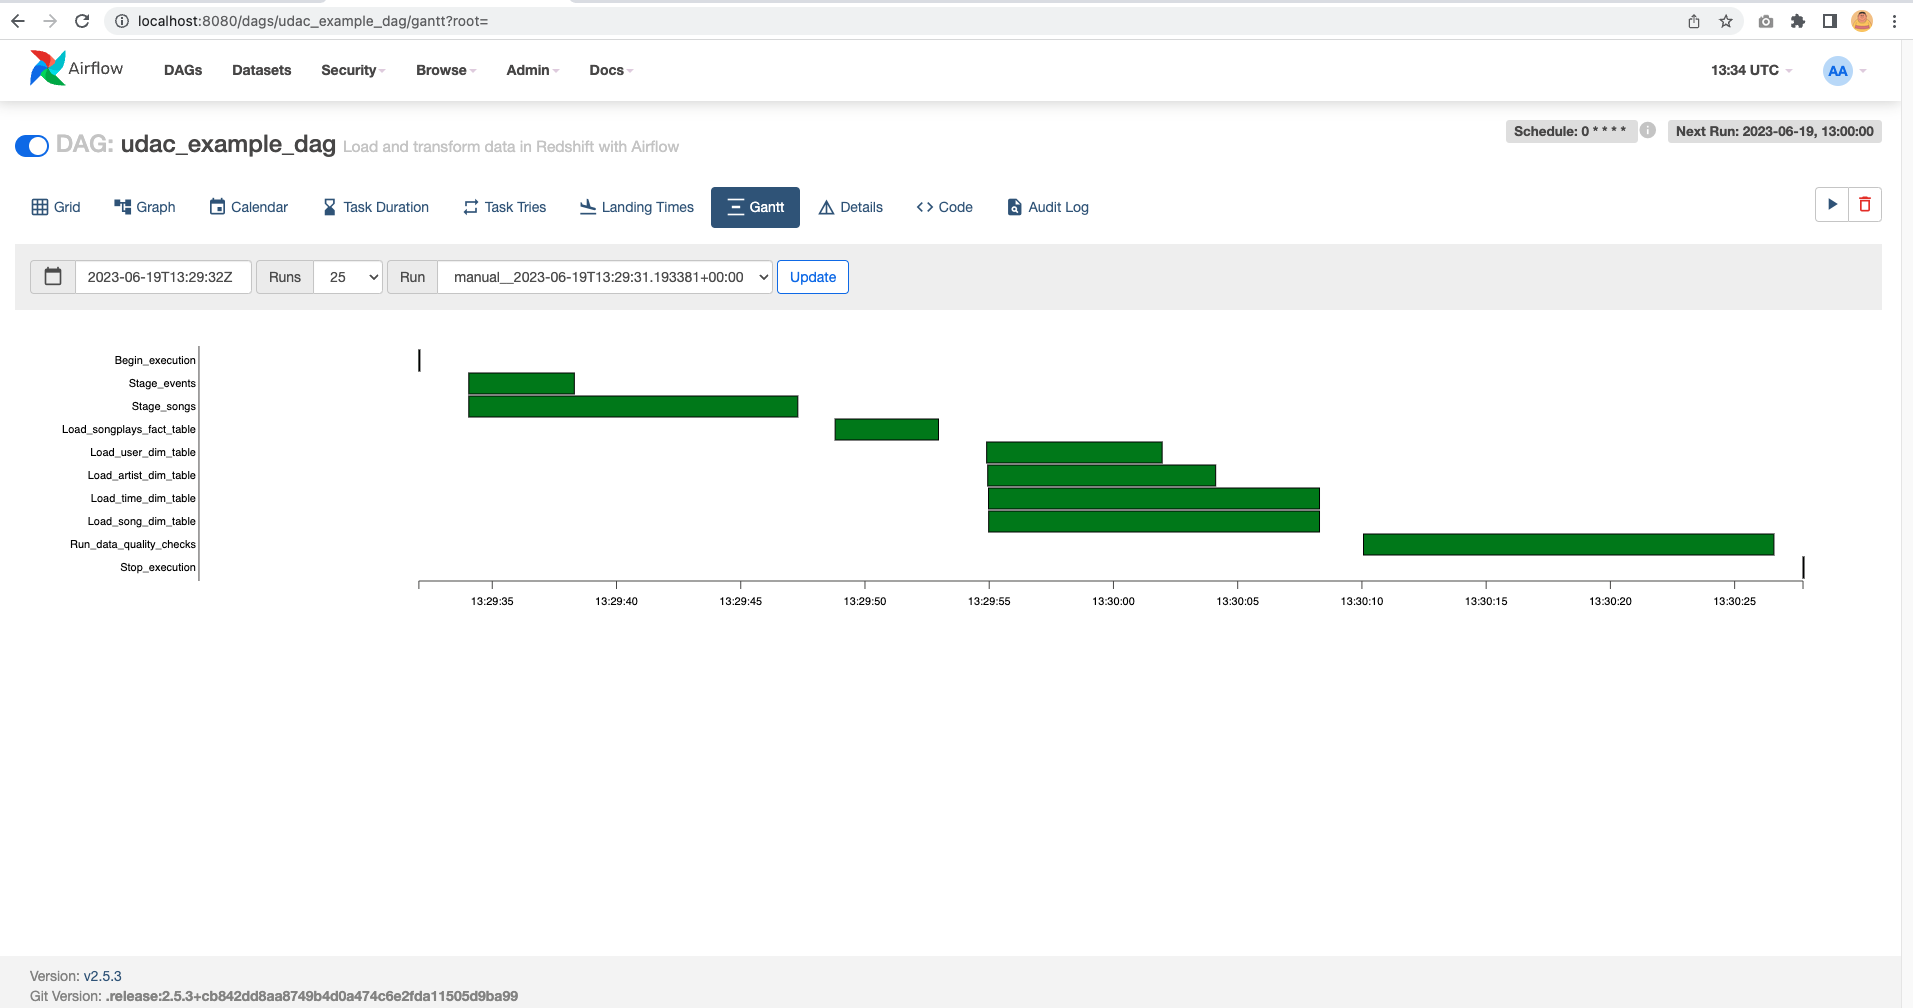 localhost:8080/dags/udac_example_dag/gantt?root=
Airflow DAGs Datasets Security Browse Admin Docs 13:34 UTC AA
DAG: udac_example_dag Load and transform data in Redshift with Airflow Schedule: 0 * * * * i Next Run: 2023-06-19, 13:00:00
Grid Graph Calendar Task Duration Task Tries Landing Times Gantt Details Code Audit Log
2023-06-19T13:29:32Z Runs 25 Run manual__2023-06-19T13:29:31.193381+00:00 Update
Begin_execution
Stage_events
Stage_songs
Load_songplays_fact_table
Load_user_dim_table
Load_artist_dim_table
Load_time_dim_table
Load_song_dim_table
Run_data_quality_checks
Stop_execution
13:29:35 13:29:40 13:29:45 13:29:50 13:29:55 13:30:00 13:30:05 13:30:10 13:30:15 13:30:20 13:30:25
Version: v2.5.3
Git Version: .release:2.5.3+cb842dd8aa8749b4d0a474c6e2fda11505d9ba99